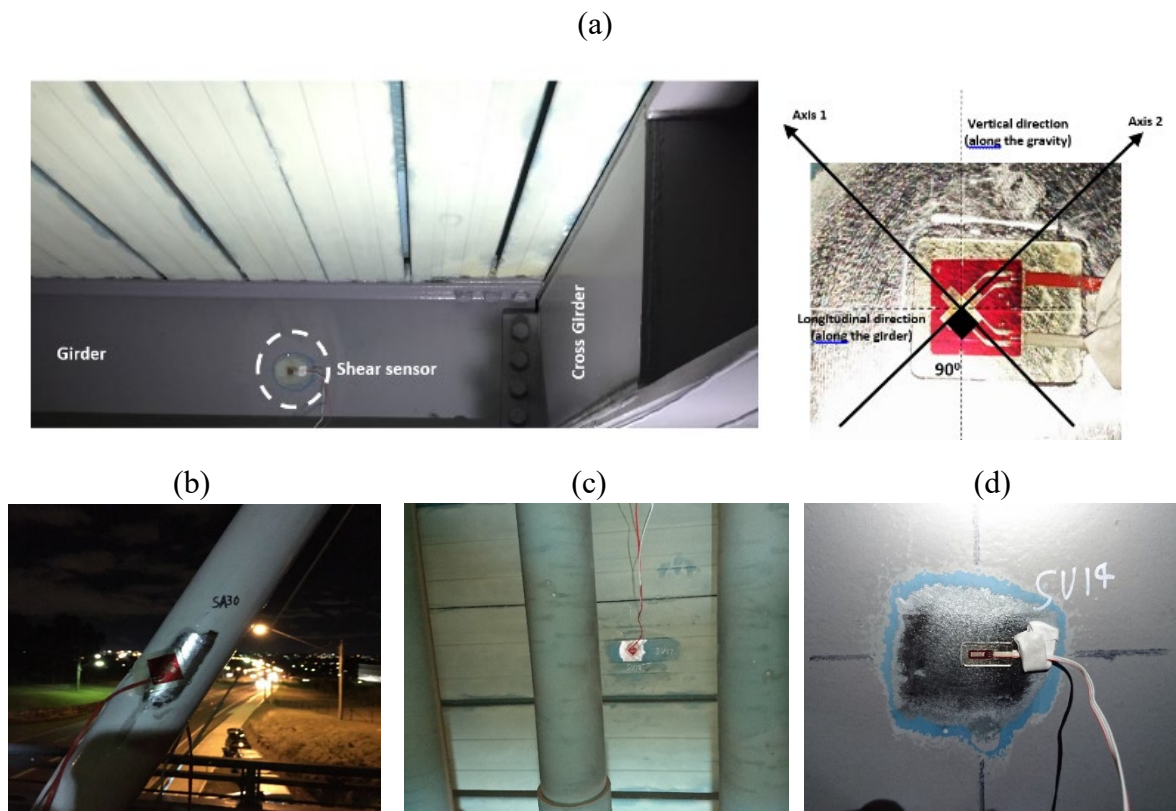 (a)
Axis 1
Vertical direction
(along the gravity)
Axis 2
Girder
Shear sensor
Cross Girder
Longitudinal direction
(along the girder)
90⁰
(b)
(c)
(d)
SA30
SV14